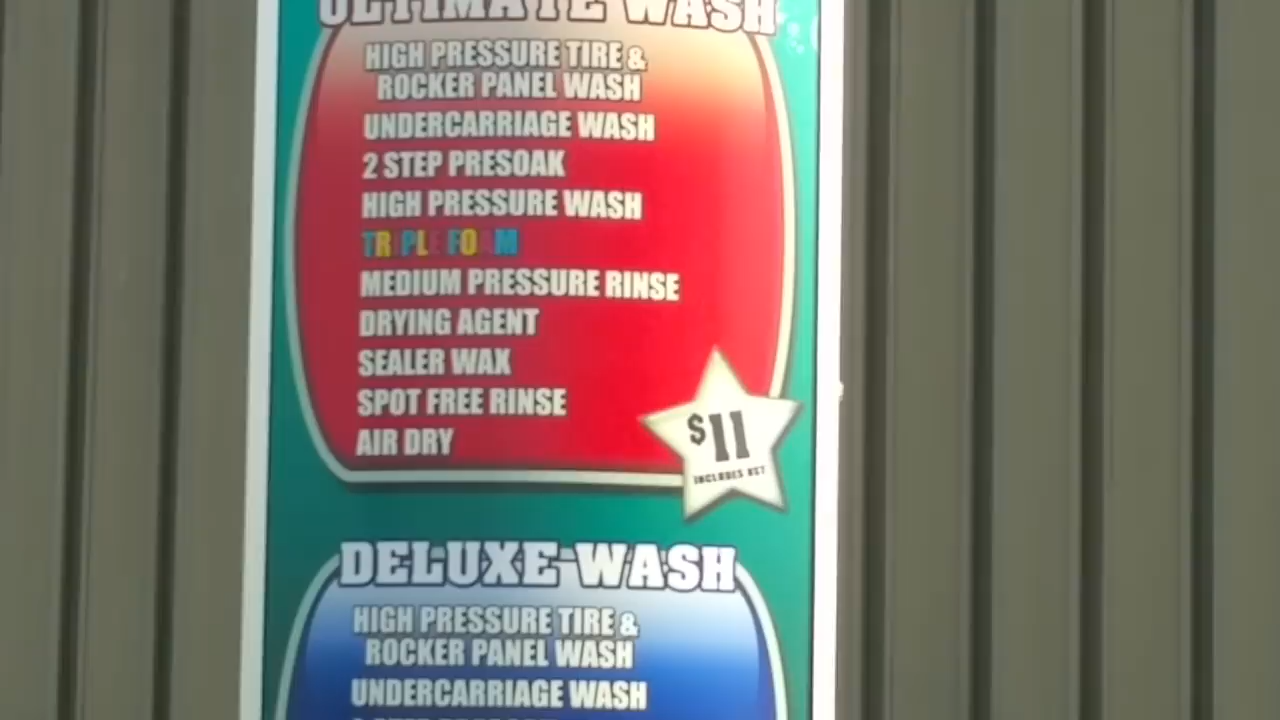 ULTIMATE WASH
HIGH PRESSURE TIRE &
ROCKER PANEL WASH
UNDERCARRIAGE WASH
2 STEP PRESOAK
HIGH PRESSURE WASH
TRIPLE FOAM
MEDIUM PRESSURE RINSE
DRYING AGENT
SEALER WAX
SPOT FREE RINSE
AIR DRY
$11
INCLUDES HST
DELUXE WASH
HIGH PRESSURE TIRE &
ROCKER PANEL WASH
UNDERCARRIAGE WASH